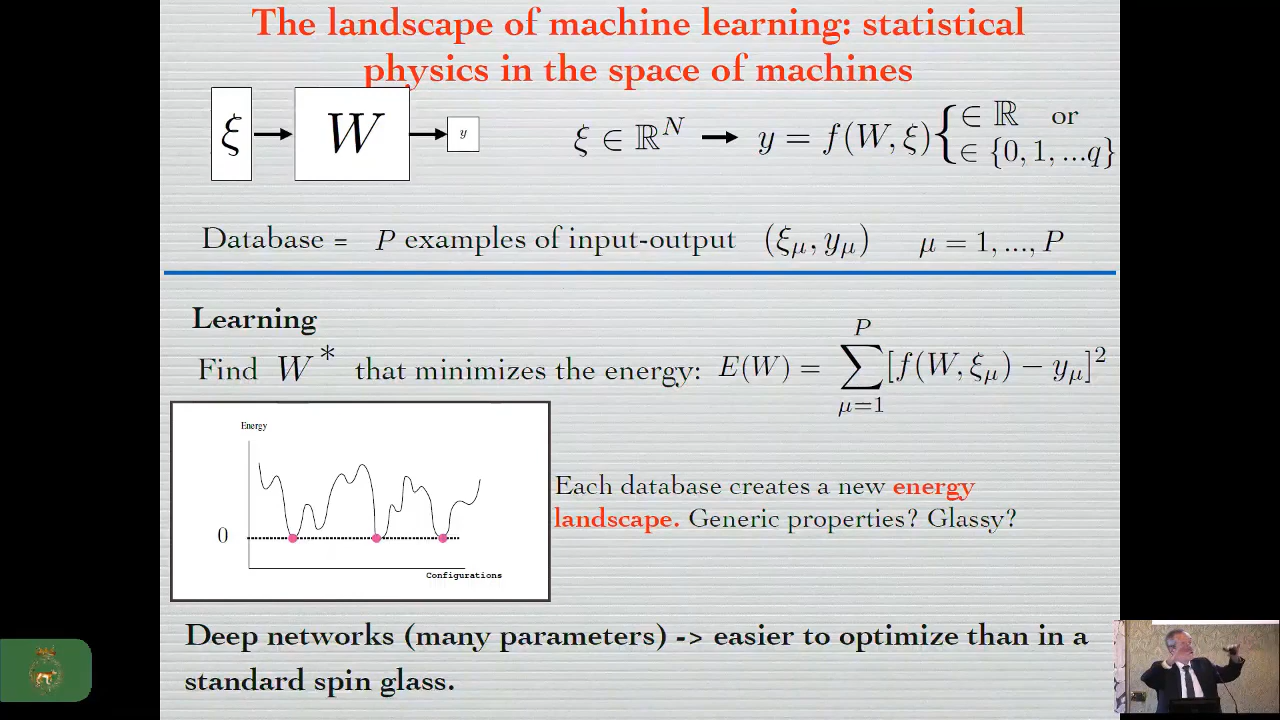 The landscape of machine learning: statistical
physics in the space of machines
ξ → W → y
ξ ∈ ℝ^N → y = f(W, ξ) { ∈ ℝ or
∈ {0, 1, ...q}
Database = P examples of input-output (ξ_μ, y_μ) μ = 1, ..., P
Learning
Find W* that minimizes the energy: E(W) = ∑_{μ=1}^{P} [f(W, ξ_μ) − y_μ]²
Energy
0
Configurations
Each database creates a new energy
landscape. Generic properties? Glassy?
Deep networks (many parameters) -> easier to optimize than in a
standard spin glass.